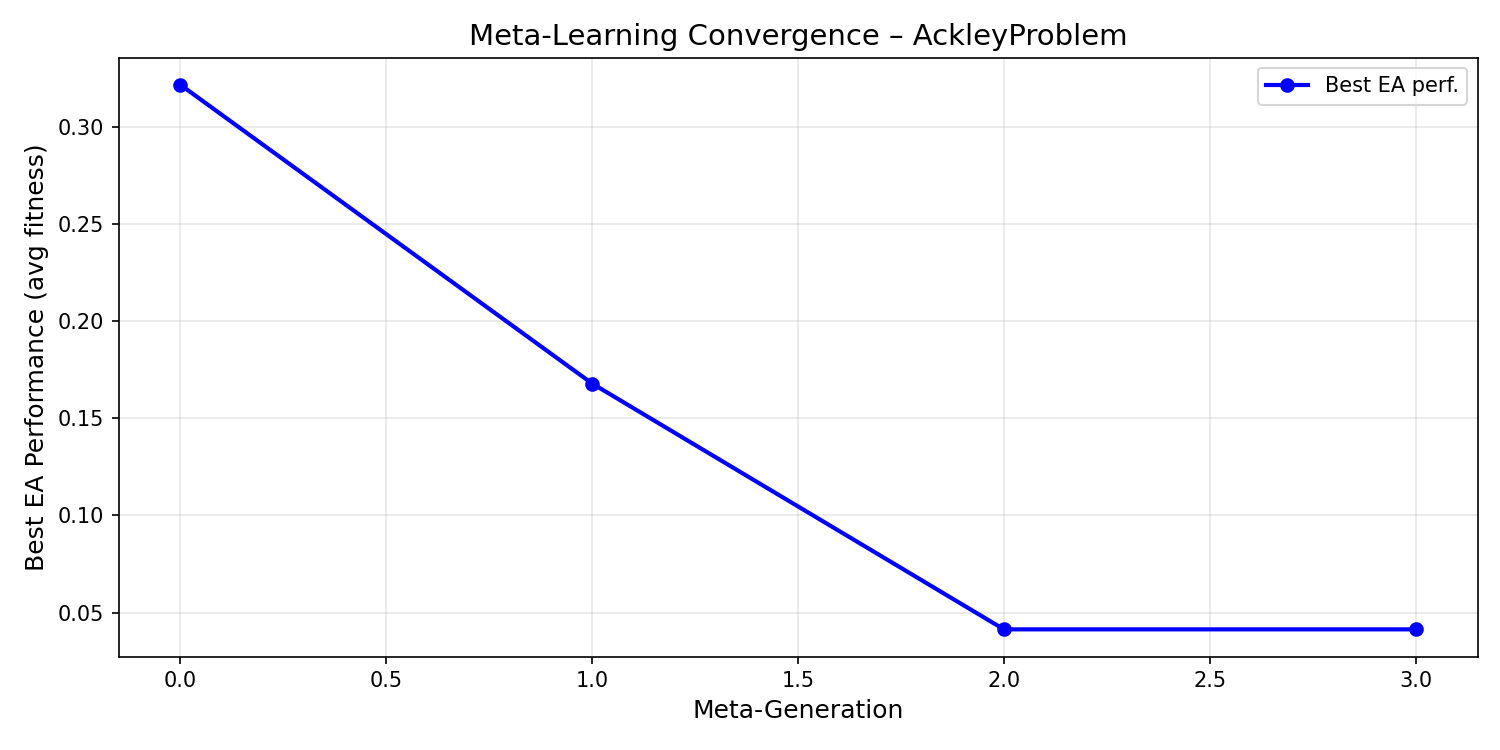 Meta-Learning Convergence – AckleyProblem
Best EA perf.
Best EA Performance (avg fitness)
0.30
0.25
0.20
0.15
0.10
0.05
0.0 0.5 1.0 1.5 2.0 2.5 3.0
Meta-Generation